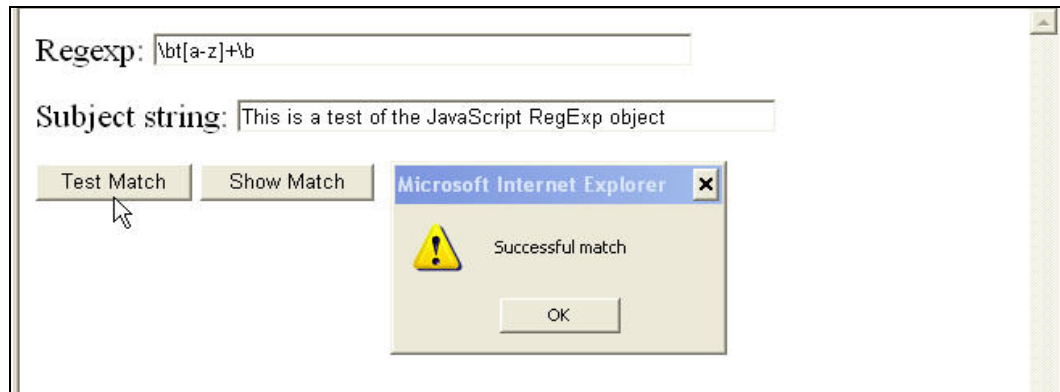 Regexp: \bt[a-z]+\b
Subject string: This is a test of the JavaScript RegExp object
Test Match Show Match
Microsoft Internet Explorer
Successful match
OK